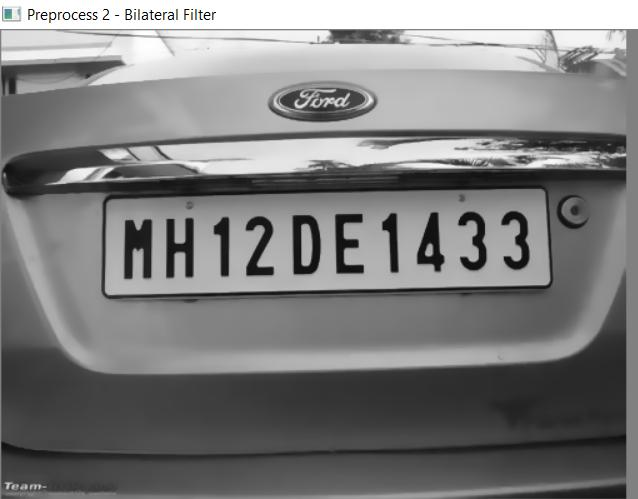 Preprocess 2 - Bilateral Filter
Ford
MH12DE1433
Team-